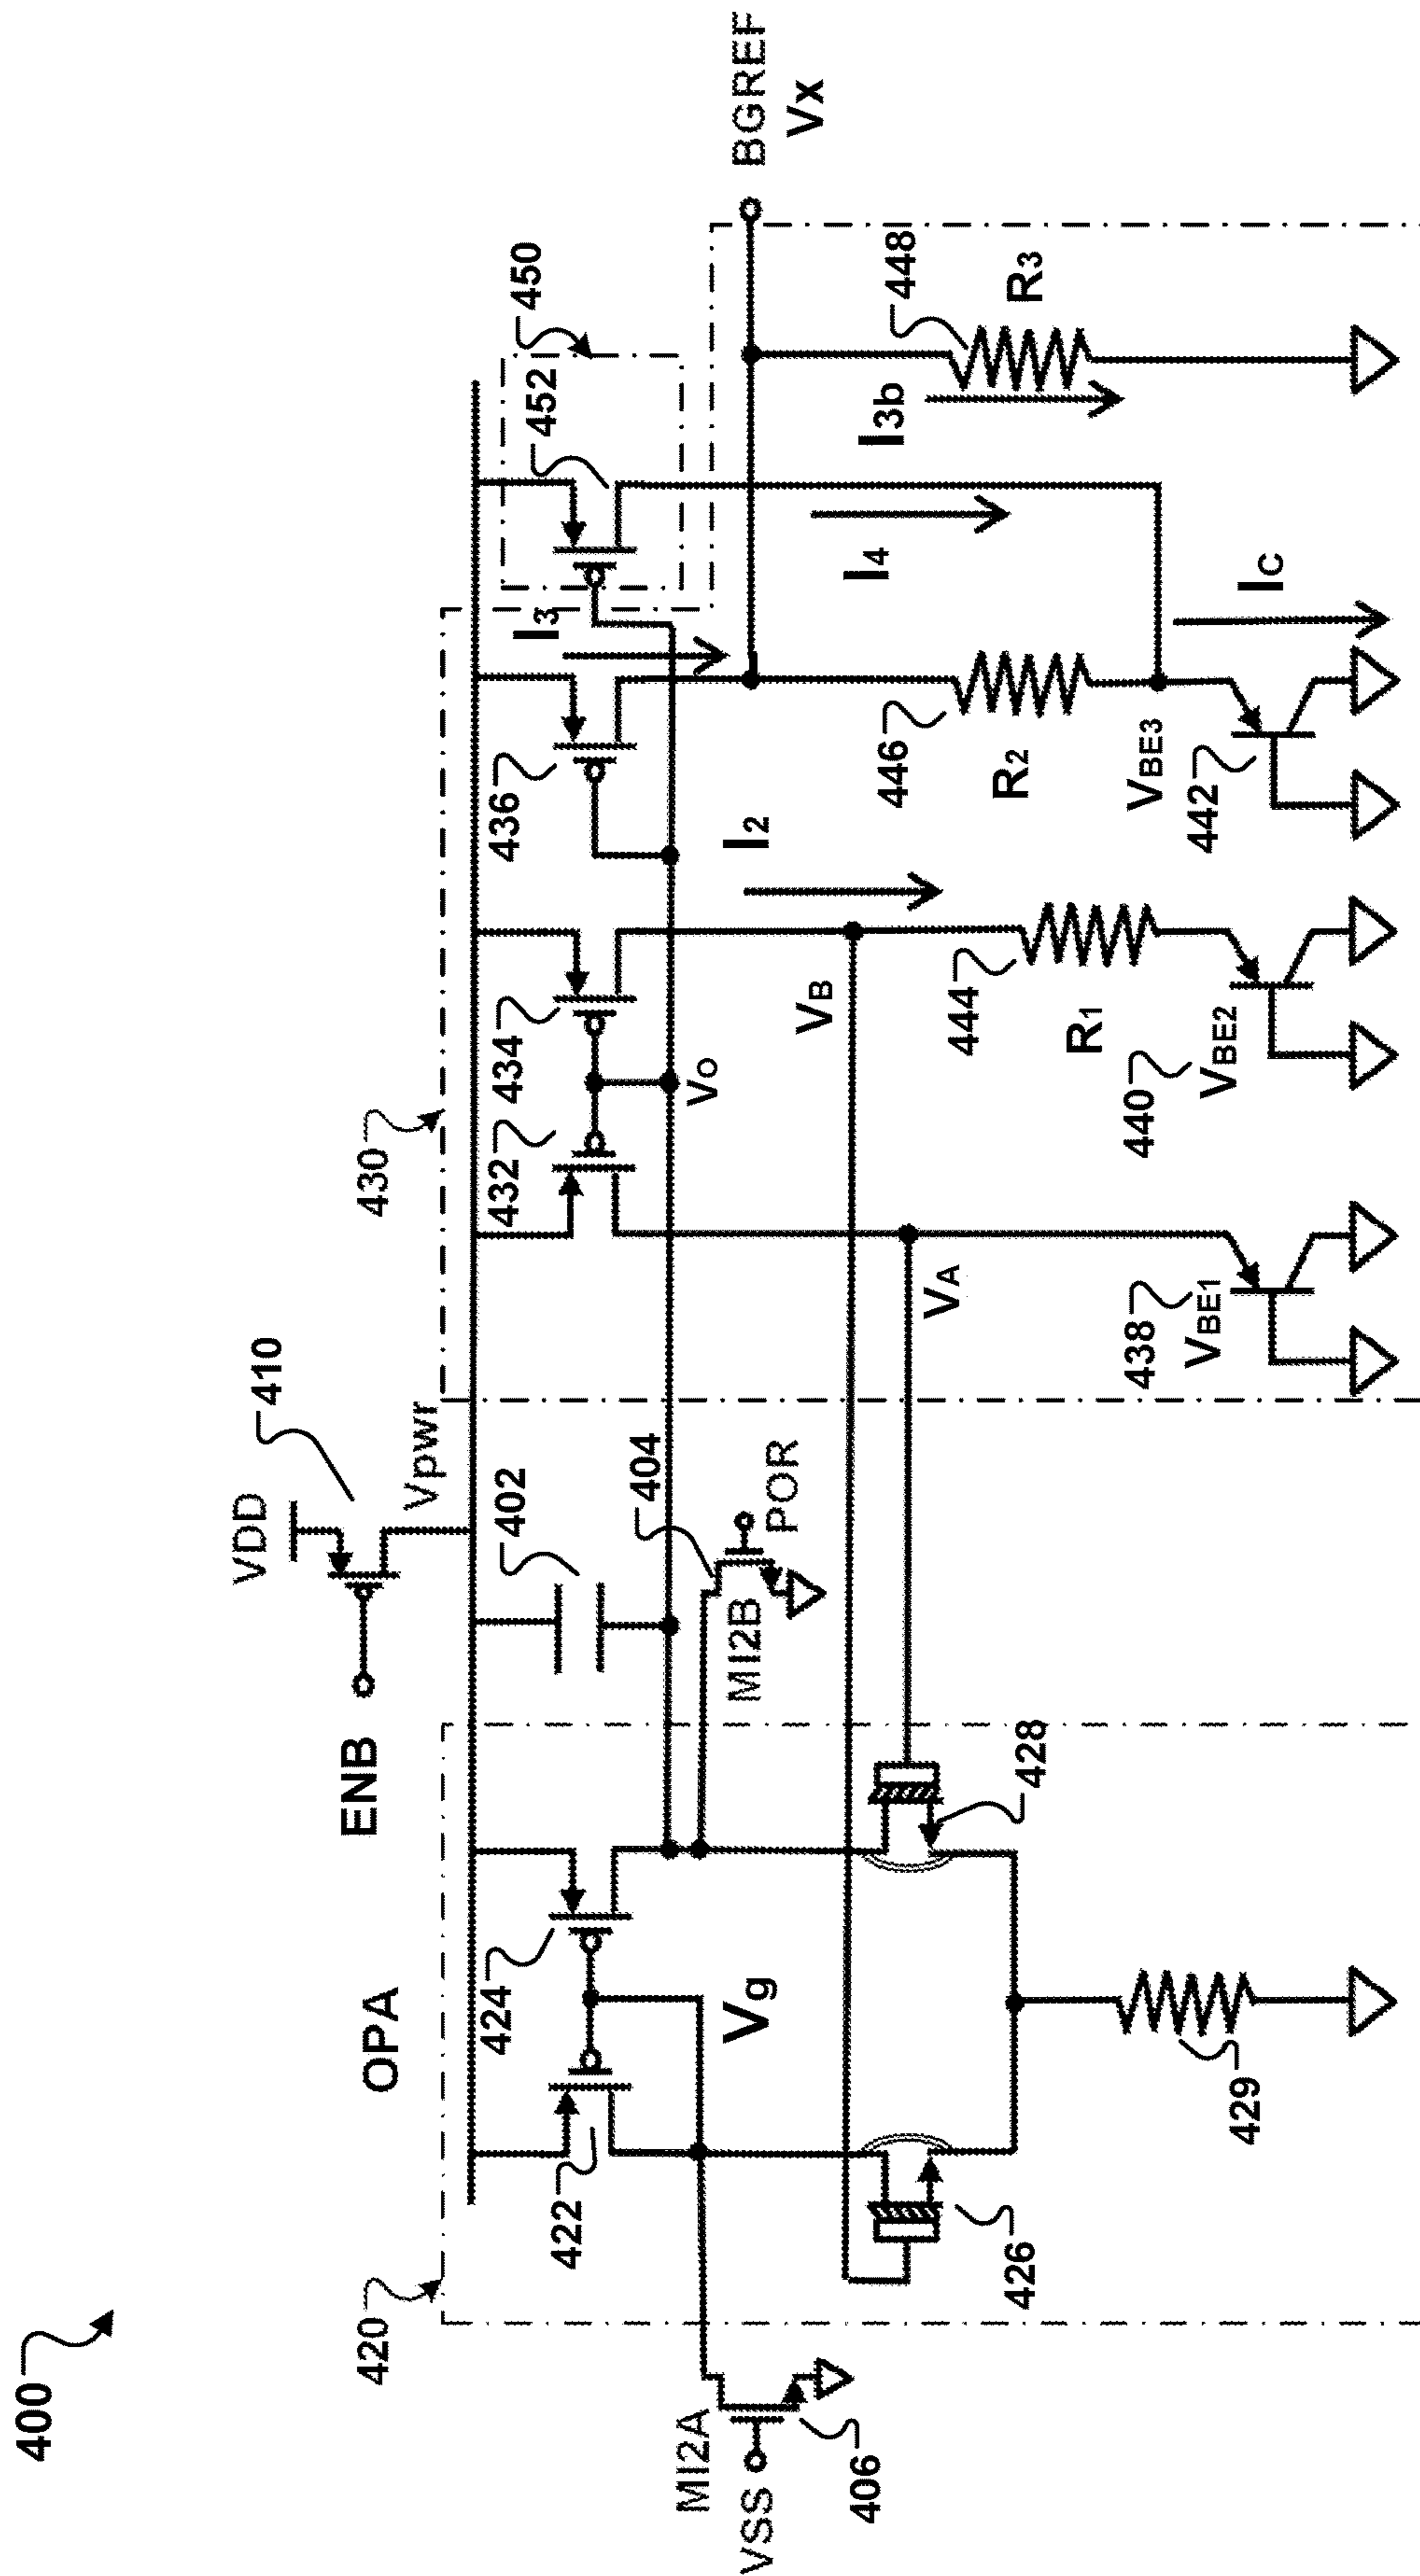 400
420
OPA
ENB
VDD
410
Vpwr
402
430
422
424
432
434
436
I3
450
452
Vg
MI2A
VSS
406
MI2B
404
POR
VO
VA
VB
I2
I4
I3b
BGREF
Vx
426
428
429
438
VBE1
440
VBE2
444
R1
446
R2
VBE3
442
IC
448
R3